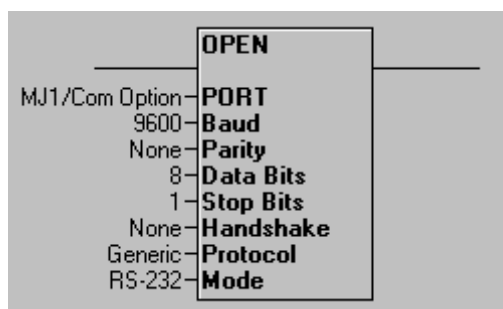 OPEN
MJ1/Com Option PORT
9600 Baud
None Parity
8 Data Bits
1 Stop Bits
None Handshake
Generic Protocol
RS-232 Mode